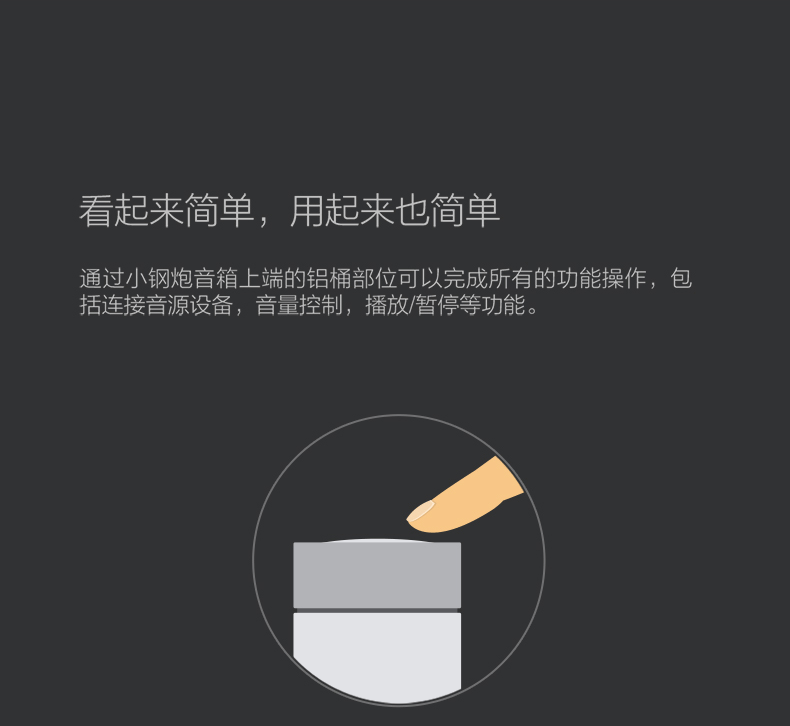 看起来简单，用起来也简单
通过小钢炮音箱上端的铝桶部位可以完成所有的功能操作，包
括连接音源设备，音量控制，播放/暂停等功能。